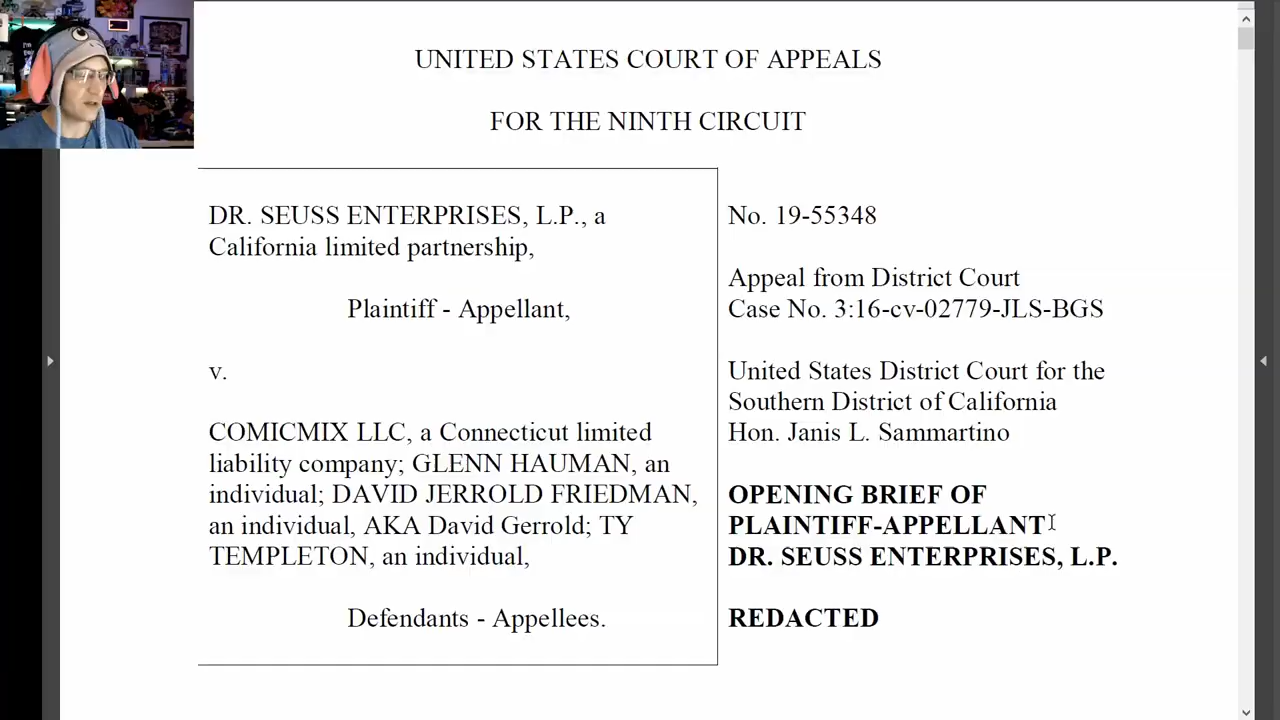 UNITED STATES COURT OF APPEALS
FOR THE NINTH CIRCUIT
DR. SEUSS ENTERPRISES, L.P., a
California limited partnership,
Plaintiff - Appellant,
v.
COMICMIX LLC, a Connecticut limited
liability company; GLENN HAUMAN, an
individual; DAVID JERROLD FRIEDMAN,
an individual, AKA David Gerrold; TY
TEMPLETON, an individual,
Defendants - Appellees.
No. 19-55348
Appeal from District Court
Case No. 3:16-cv-02779-JLS-BGS
United States District Court for the
Southern District of California
Hon. Janis L. Sammartino
OPENING BRIEF OF
PLAINTIFF-APPELLANT
DR. SEUSS ENTERPRISES, L.P.
REDACTED